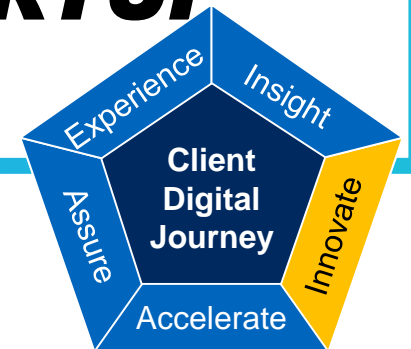 Experience
Insight
Client
Digital
Journey
Assure
Innovate
Accelerate